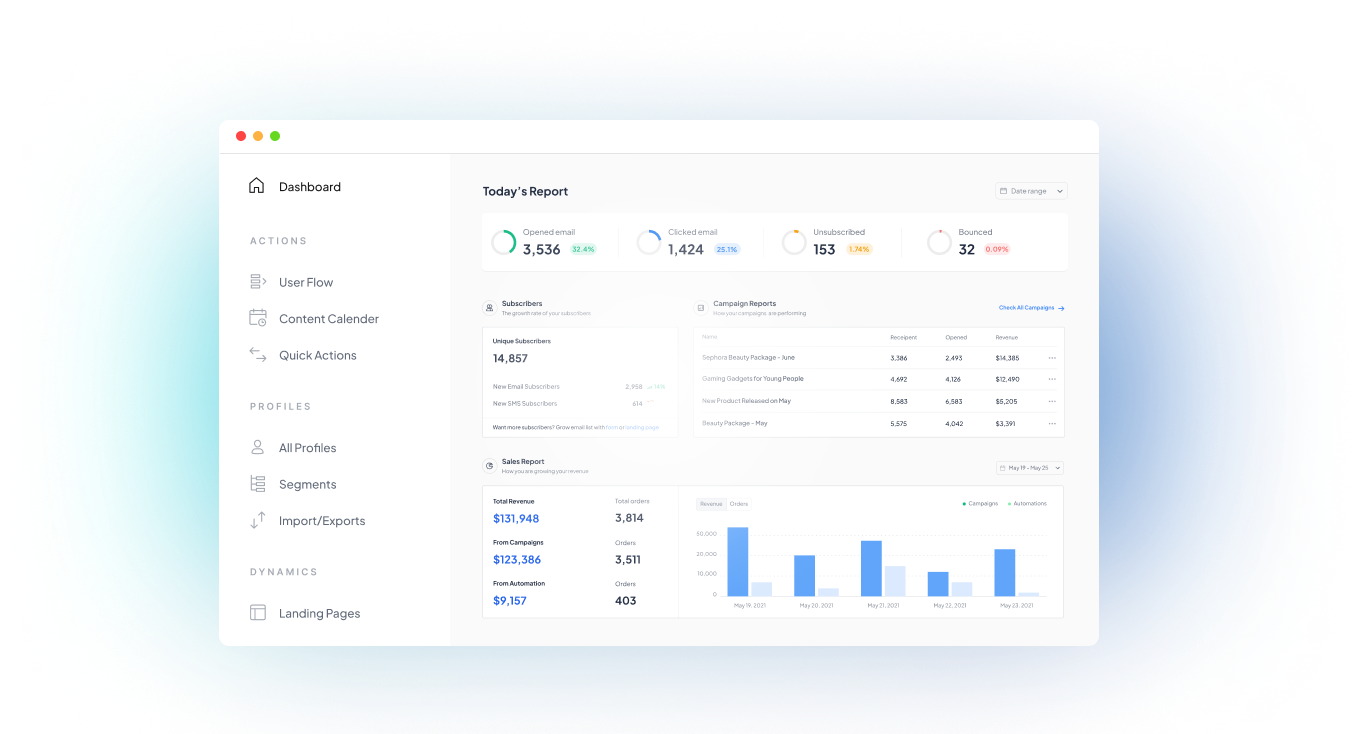 Dashboard
ACTIONS
User Flow
Content Calender
Quick Actions
PROFILES
All Profiles
Segments
Import/Exports
DYNAMICS
Landing Pages
Today's Report
Date range
Opened email
3,536 32.4%
Clicked email
1,424 25.1%
Unsubscribed
153 1.74%
Bounced
32 0.09%
Subscribers
The growth rate of your subscribers
Unique Subscribers
14,857
New Email Subscribers 2,958 14%
New SMS Subscribers 614
Want more subscribers? Grow email list with form or landing page
Campaign Reports
How your campaigns are performing
Check All Campaigns
Name Receipent Opened Revenue
Sephora Beauty Package - June 3,386 2,493 $14,385
Gaming Gadgets for Young People 4,692 4,126 $12,490
New Product Released on May 8,583 6,583 $5,205
Beauty Package - May 5,575 4,042 $3,391
Sales Report
How you are growing your revenue
May 19 - May 25
Total Revenue Total orders
$131,948 3,814
From Campaigns Orders
$123,386 3,511
From Automation Orders
$9,157 403
Revenue Orders
Campaigns Automations
50,000
20,000
10,000
0
May 19, 2021 May 20, 2021 May 21, 2021 May 22, 2021 May 23, 2021